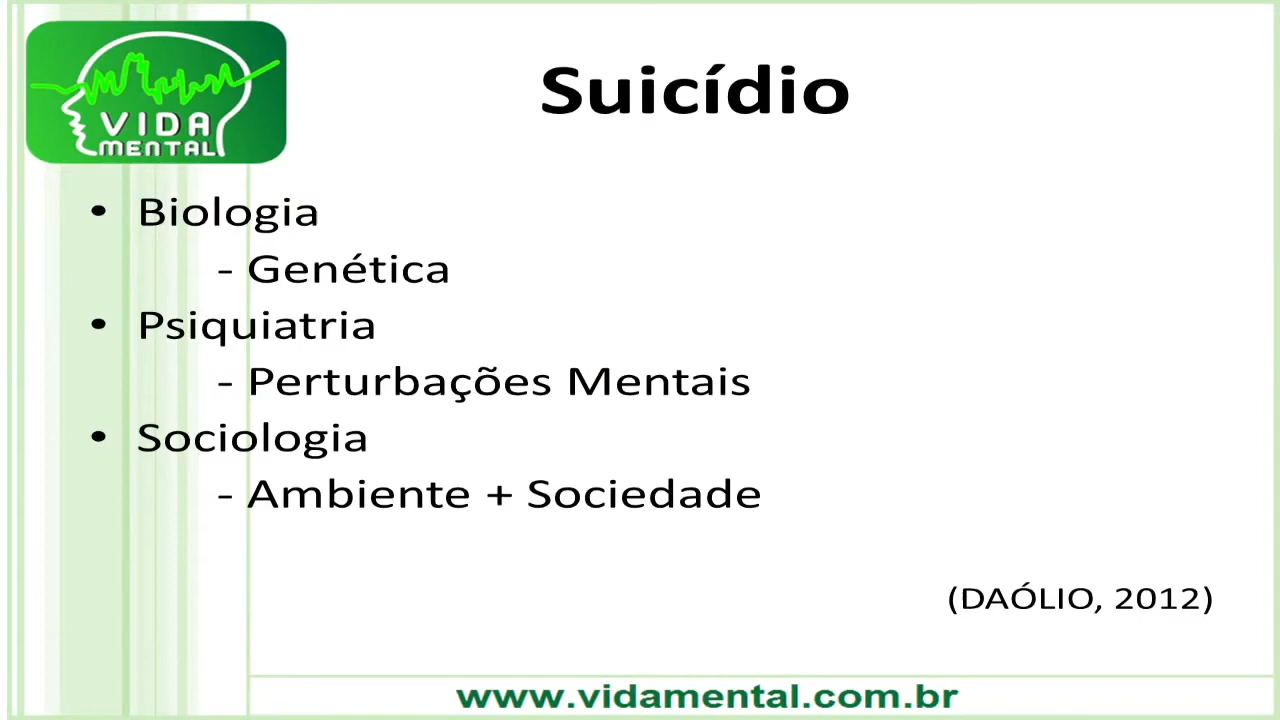 VIDA
MENTAL
Suicídio
• Biologia
- Genética
• Psiquiatria
- Perturbações Mentais
• Sociologia
- Ambiente + Sociedade
(DAÓLIO, 2012)
www.vidamental.com.br